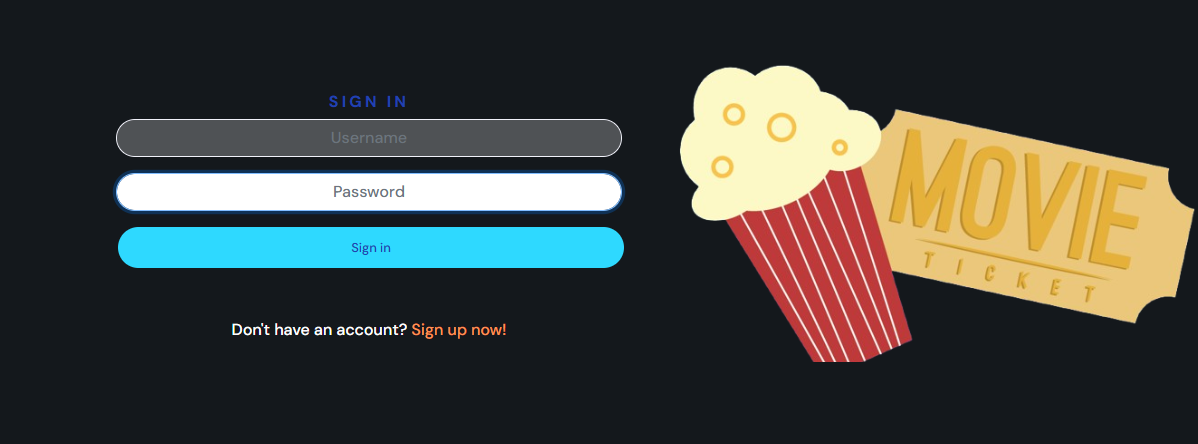 SIGN IN
Username
Password
Sign in
Don't have an account? Sign up now!
MOVIE
TICKET